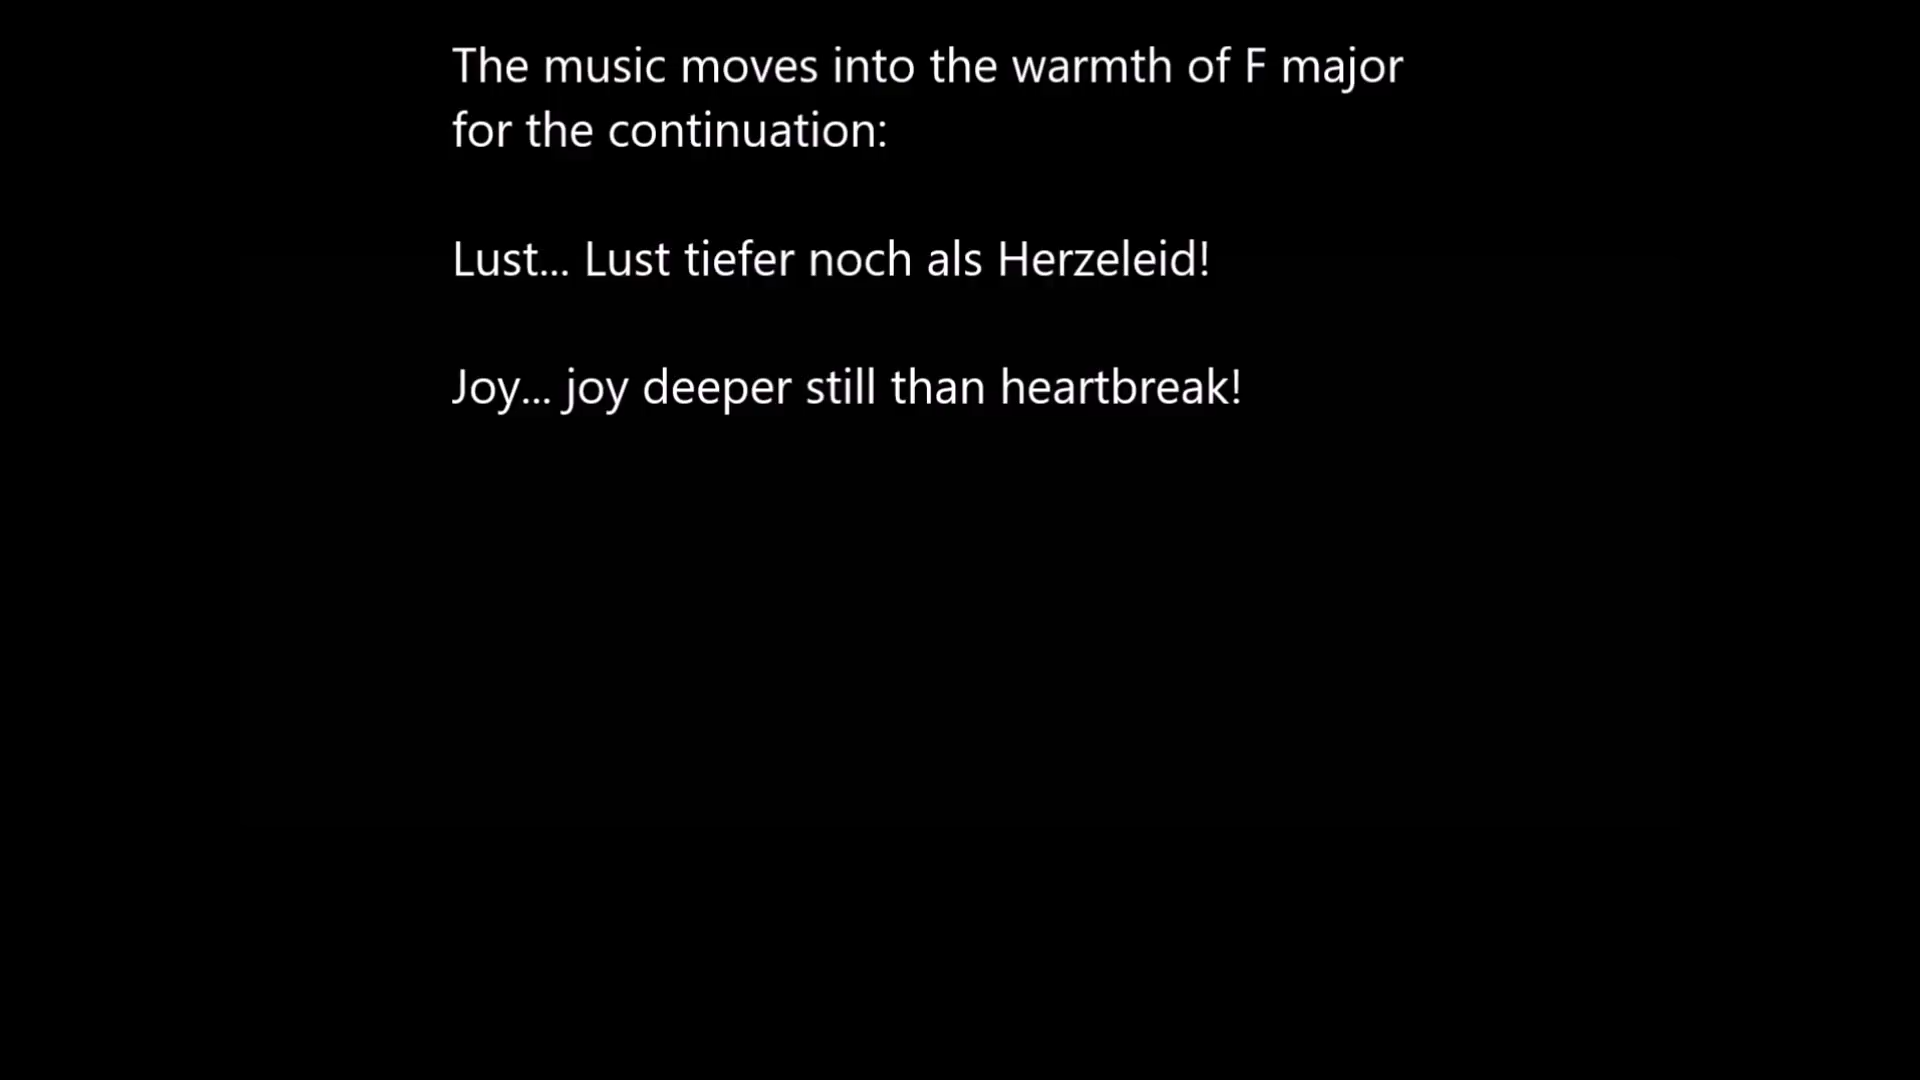 The music moves into the warmth of F major
for the continuation:
Lust... Lust tiefer noch als Herzeleid!
Joy... joy deeper still than heartbreak!